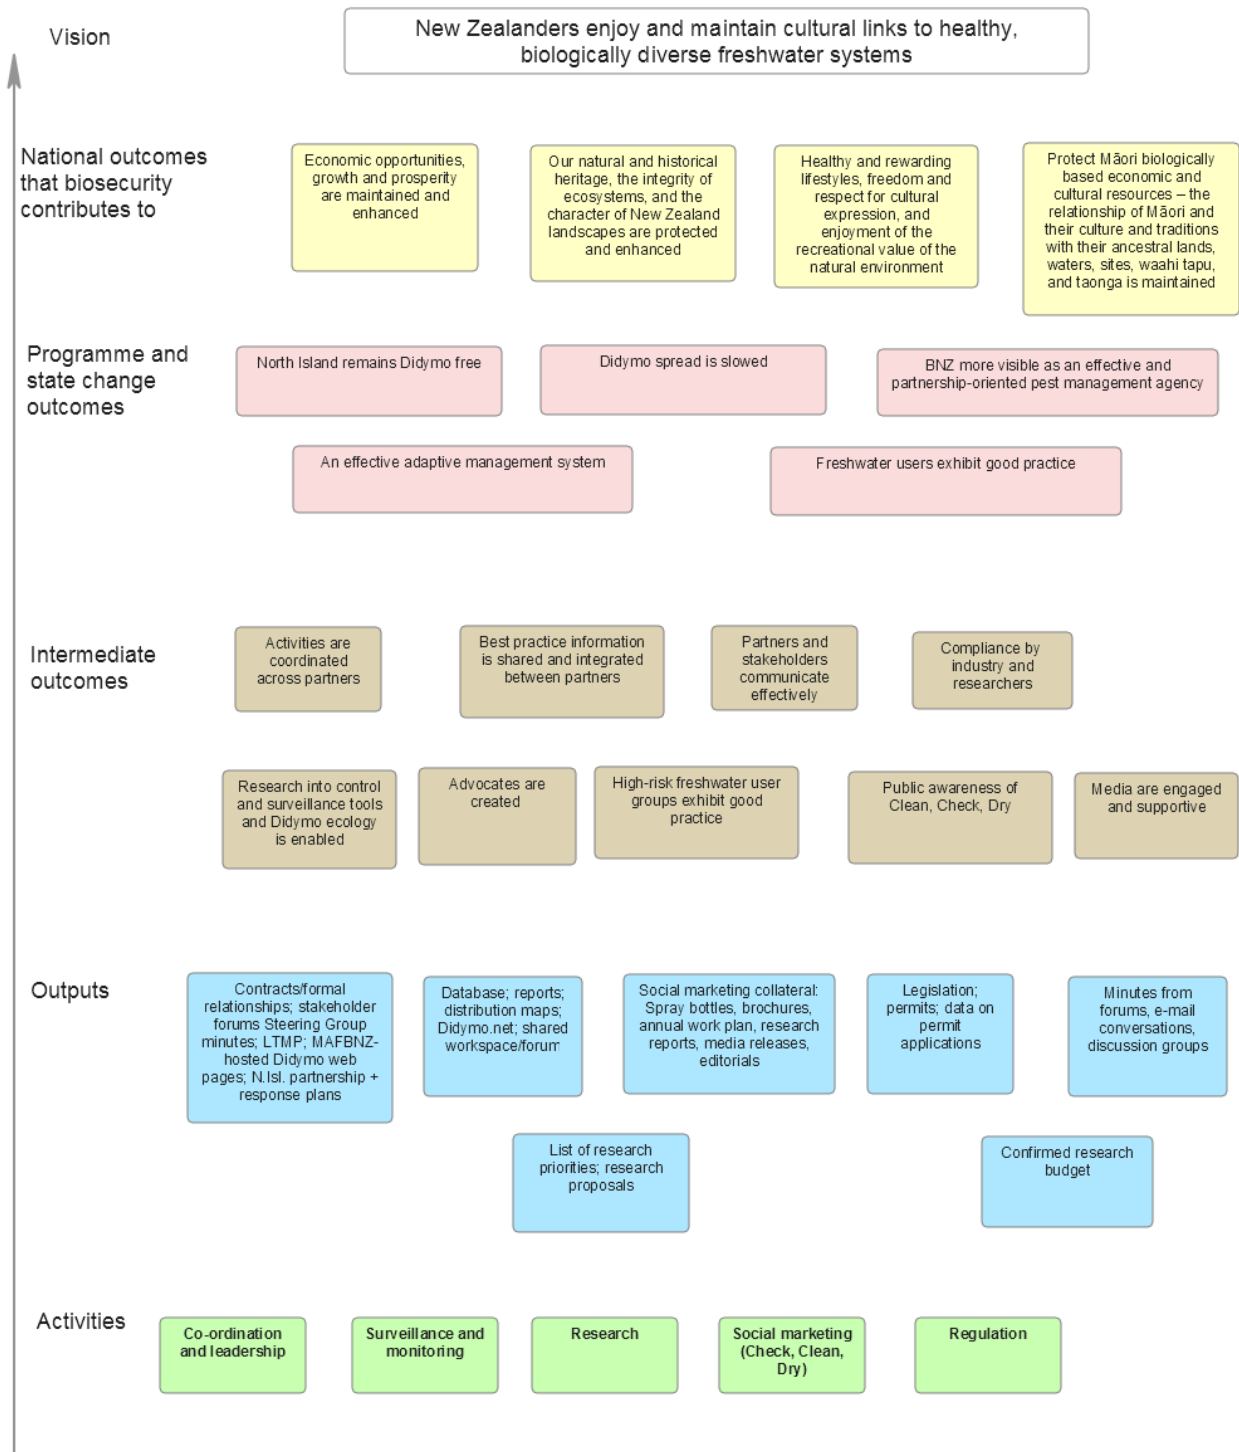 Vision
New Zealanders enjoy and maintain cultural links to healthy,
biologically diverse freshwater systems
National outcomes
that biosecurity
contributes to
Economic opportunities,
growth and prosperity
are maintained and
enhanced
Our natural and historical
heritage, the integrity of
ecosystems, and the
character of New Zealand
landscapes are protected
and enhanced
Healthy and rewarding
lifestyles, freedom and
respect for cultural
expression, and
enjoyment of the
recreational value of the
natural environment
Protect Māori biologically
based economic and
cultural resources – the
relationship of Māori and
their culture and traditions
with their ancestral lands,
waters, sites, waahi tapu,
and taonga is maintained
Programme and
state change
outcomes
North Island remains Didymo free
Didymo spread is slowed
BNZ more visible as an effective and
partnership-oriented pest management agency
An effective adaptive management system
Freshwater users exhibit good practice
Intermediate
outcomes
Activities are
coordinated
across partners
Best practice information
is shared and integrated
between partners
Partners and
stakeholders
communicate
effectively
Compliance by
industry and
researchers
Research into control
and surveillance tools
and Didymo ecology
is enabled
Advocates are
created
High-risk freshwater user
groups exhibit good
practice
Public awareness of
Clean, Check, Dry
Media are engaged
and supportive
Outputs
Contracts/formal
relationships; stakeholder
forums Steering Group
minutes; LTMP; MAFBNZ-
hosted Didymo web
pages; N.Isl. partnership +
response plans
Database; reports;
distribution maps;
Didymo.net; shared
workspace/forum
Social marketing collateral:
Spray bottles, brochures,
annual work plan, research
reports, media releases,
editorials
Legislation;
permits; data on
permit
applications
Minutes from
forums, e-mail
conversations,
discussion groups
List of research
priorities; research
proposals
Confirmed research
budget
Activities
Co-ordination
and leadership
Surveillance and
monitoring
Research
Social marketing
(Check, Clean,
Dry)
Regulation